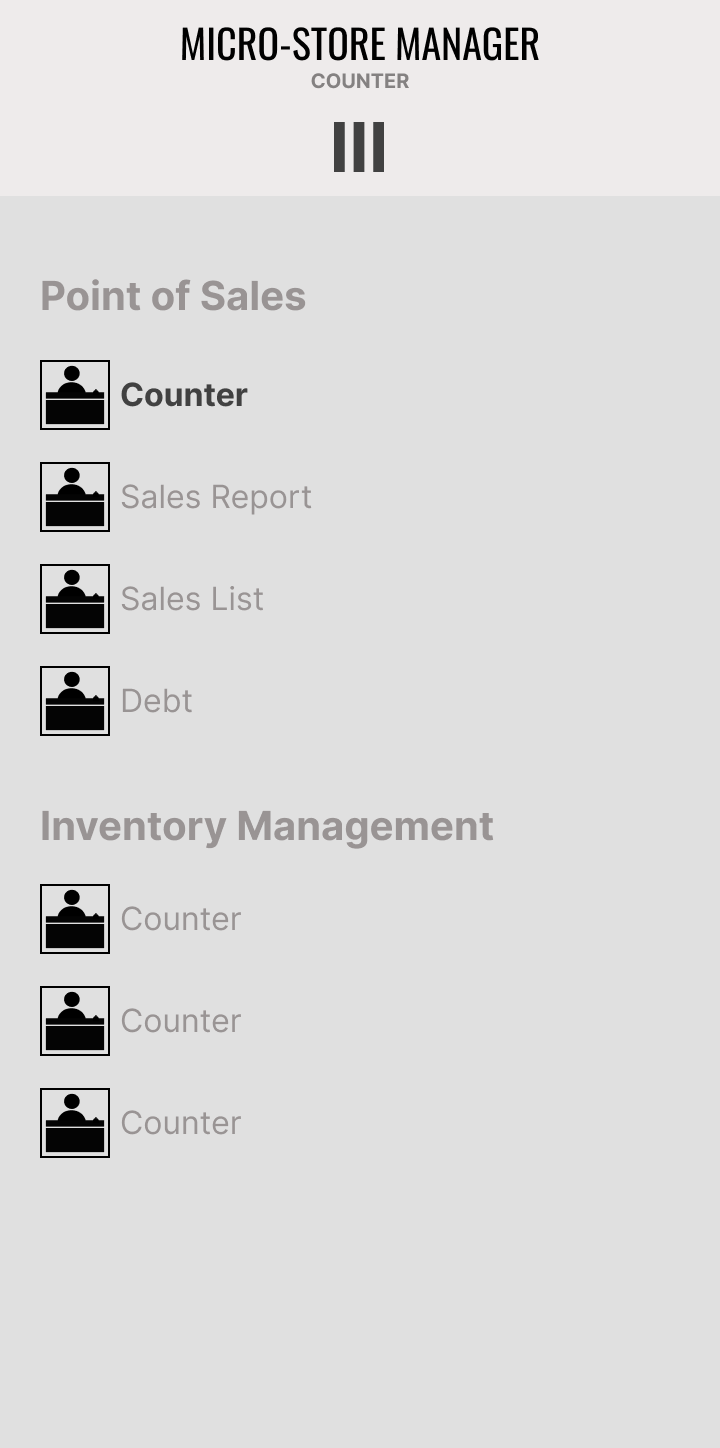 MICRO-STORE MANAGER
COUNTER
Point of Sales
Counter
Sales Report
Sales List
Debt
Inventory Management
Counter
Counter
Counter